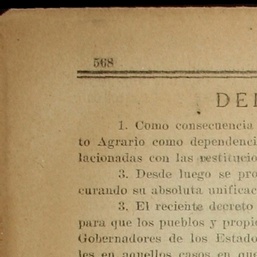 568
DE
1. Como consecuencia
to Agrario como dependenci
lacionadas con las restitucio
3. Desde luego se pro
curando su absoluta unificac
3. El reciente decreto
para que los pueblos y propi
Gobernadores de los Estado
les en aquellos casos en que